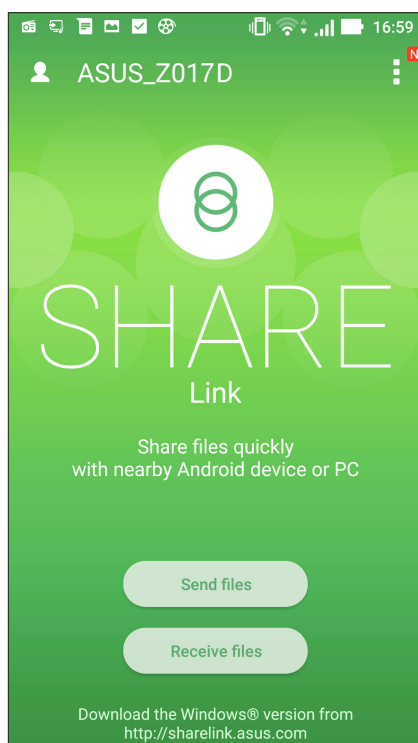 16:59
ASUS_Z017D
N
SHARE
Link
Share files quickly
with nearby Android device or PC
Send files
Receive files
Download the Windows® version from
http://sharelink.asus.com